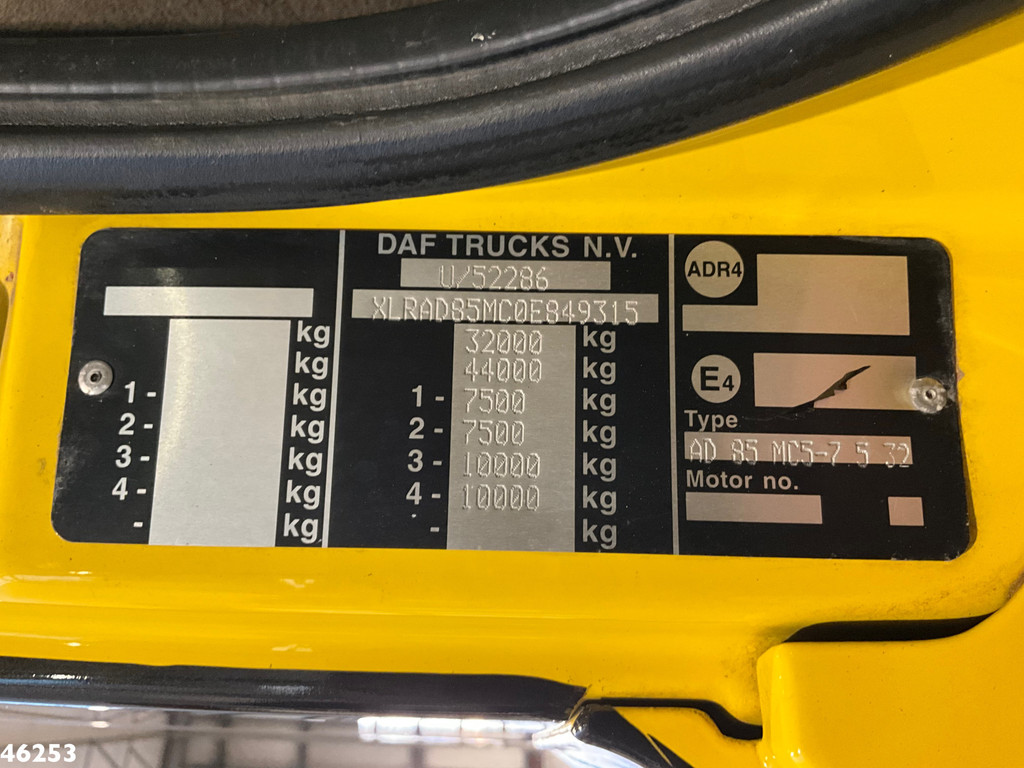 DAF TRUCKS N.V.
U/52286
XLRAD85MC0E849315
kg 32000 kg
kg 44000 kg
1 - kg 1 - 7500 kg
2 - kg 2 - 7500 kg
3 - kg 3 - 10000 kg
4 - kg 4 - 10000 kg
- kg - kg
ADR4
E4
Type
AD 85 MC5-7.5 32
Motor no.
46253